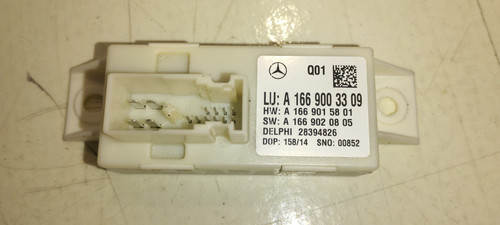 Q01
LU: A 166 900 33 09
HW: A 166 901 58 01
SW: A 166 902 08 05
DELPHI 28394826
DOP: 158/14 SNO: 00852